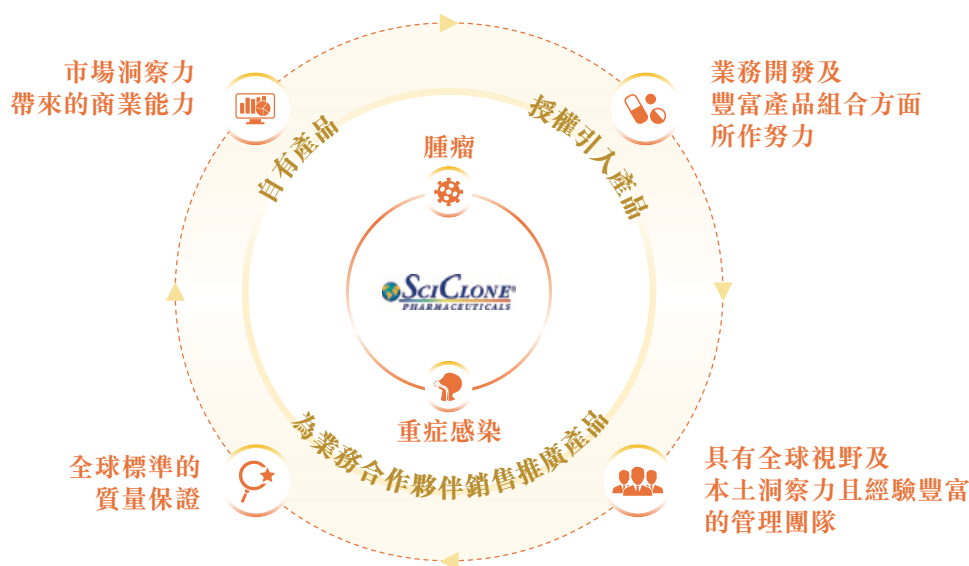 市場洞察力
帶來的商業能力
業務開發及
豐富產品組合方面
所作努力
自有產品
授權引入產品
腫瘤
SCICLONE®
PHARMACEUTICALS
重症感染
為業務合作夥伴銷售推廣產品
全球標準的
質量保證
具有全球視野及
本土洞察力且經驗豐富
的管理團隊